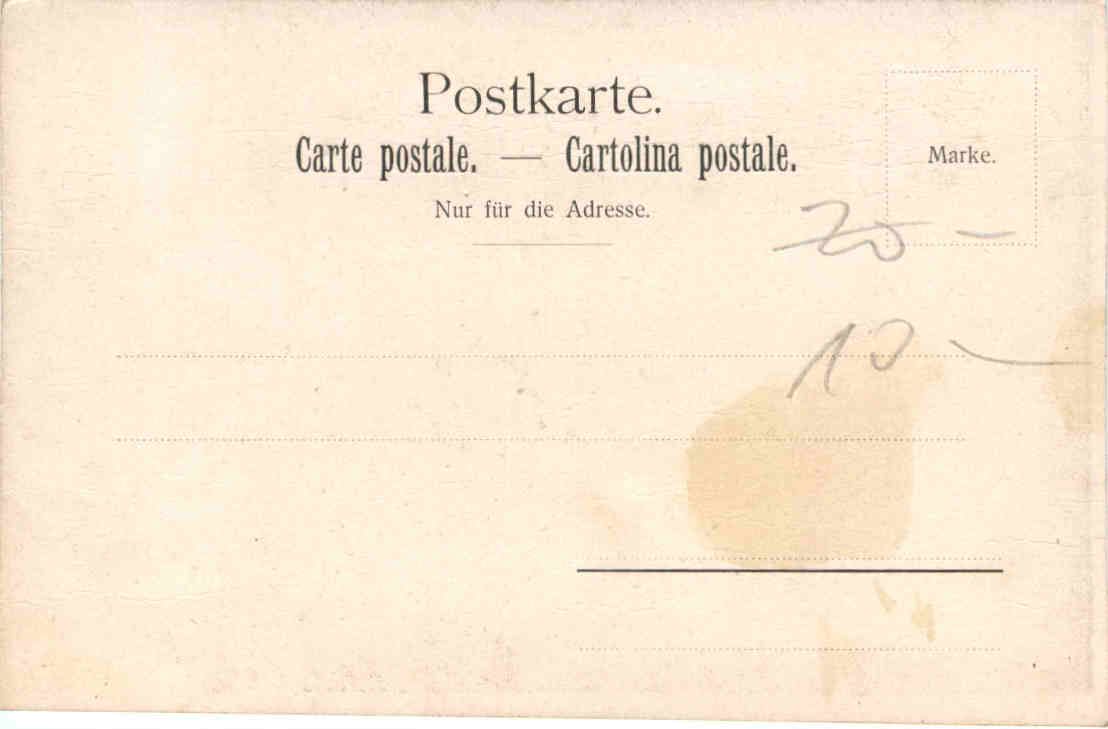 Postkarte.
Carte postale. — Cartolina postale.
Marke.
Nur für die Adresse.
20 –
10 –